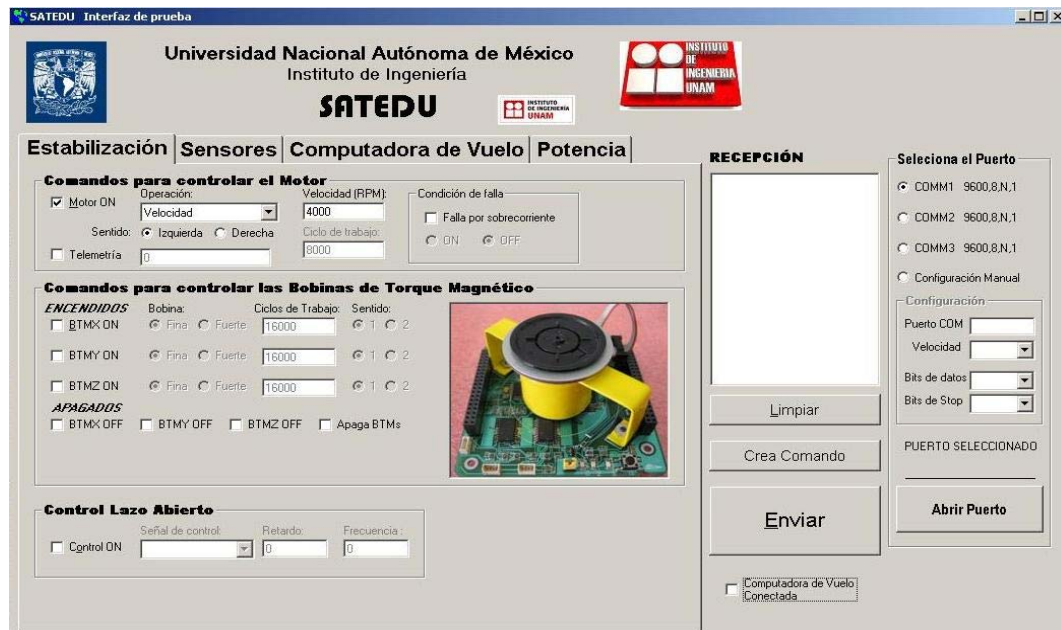 SATEDU Interfaz de prueba
Universidad Nacional Autónoma de México
Instituto de Ingeniería
SATEDU
INSTITUTO
DE INGENIERÍA
UNAM
INSTITUTO
DE
INGENIERIA
UNAM
Estabilización Sensores Computadora de Vuelo Potencia
Comandos para controlar el Motor
Motor ON
Operación:
Velocidad
Velocidad (RPM):
4000
Sentido: Izquierda Derecha
Ciclo de trabajo:
8000
Telemetría 0
Condición de falla
Falla por sobrecorriente
ON OFF
Comandos para controlar las Bobinas de Torque Magnético
ENCENDIDOS Bobina: Ciclos de Trabajo: Sentido:
BTMX ON Fina Fuerte 16000 1 2
BTMY ON Fina Fuerte 16000 1 2
BTMZ ON Fina Fuerte 16000 1 2
APAGADOS
BTMX OFF BTMY OFF BTMZ OFF Apaga BTMs
Control Lazo Abierto
Señal de control: Retardo: Frecuencia :
Control ON 0 0
RECEPCIÓN
Limpiar
Crea Comando
Enviar
Computadora de Vuelo
Conectada
Selecciona el Puerto
COMM1 9600,8,N,1
COMM2 9600,8,N,1
COMM3 9600,8,N,1
Configuración Manual
Configuración
Puerto COM
Velocidad
Bits de datos
Bits de Stop
PUERTO SELECCIONADO
Abrir Puerto